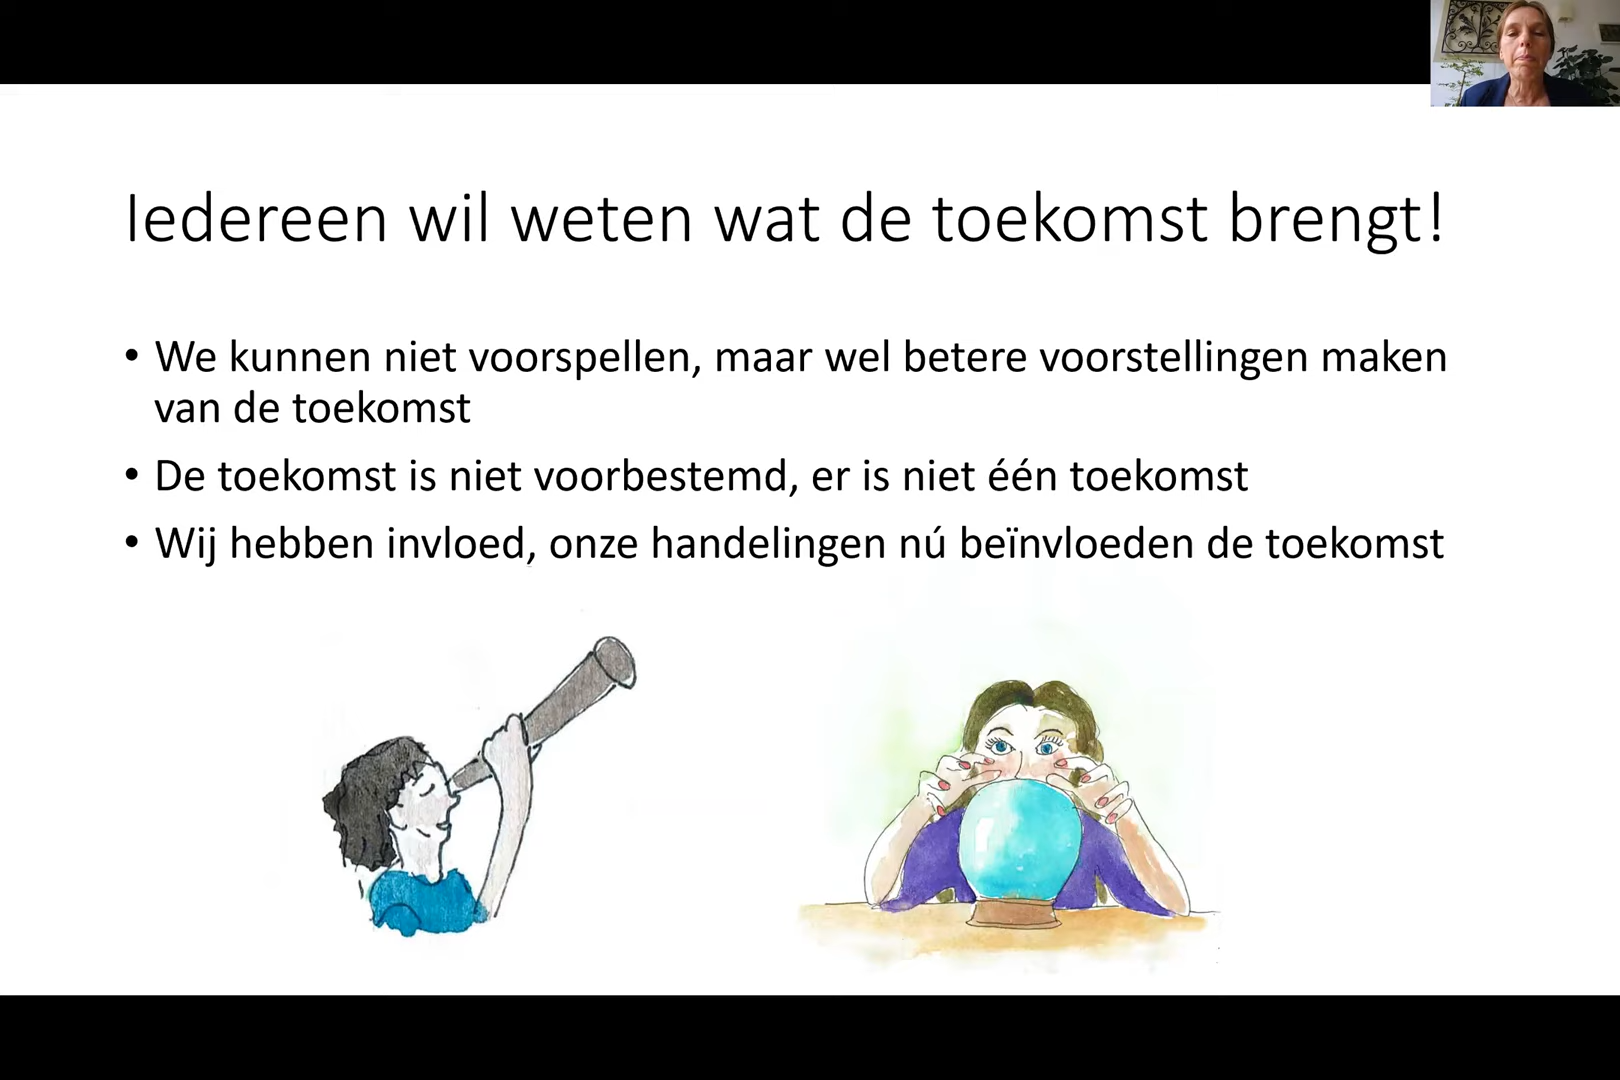 Iedereen wil weten wat de toekomst brengt!
• We kunnen niet voorspellen, maar wel betere voorstellingen maken
van de toekomst
• De toekomst is niet voorbestemd, er is niet één toekomst
• Wij hebben invloed, onze handelingen nú beïnvloeden de toekomst